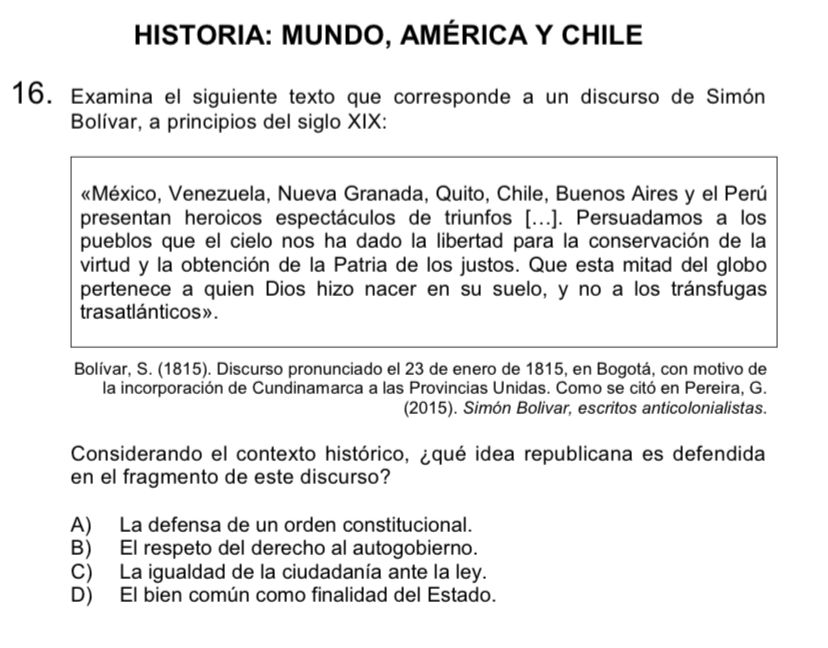 HISTORIA: MUNDO, AMÉRICA Y CHILE
16. Examina el siguiente texto que corresponde a un discurso de Simón
Bolívar, a principios del siglo XIX:
«México, Venezuela, Nueva Granada, Quito, Chile, Buenos Aires y el Perú
presentan heroicos espectáculos de triunfos [...]. Persuadamos a los
pueblos que el cielo nos ha dado la libertad para la conservación de la
virtud y la obtención de la Patria de los justos. Que esta mitad del globo
pertenece a quien Dios hizo nacer en su suelo, y no a los tránsfugas
trasatlánticos».
Bolívar, S. (1815). Discurso pronunciado el 23 de enero de 1815, en Bogotá, con motivo de
la incorporación de Cundinamarca a las Provincias Unidas. Como se citó en Pereira, G.
(2015). Simón Bolivar, escritos anticolonialistas.
Considerando el contexto histórico, ¿qué idea republicana es defendida
en el fragmento de este discurso?
A) La defensa de un orden constitucional.
B) El respeto del derecho al autogobierno.
C) La igualdad de la ciudadanía ante la ley.
D) El bien común como finalidad del Estado.